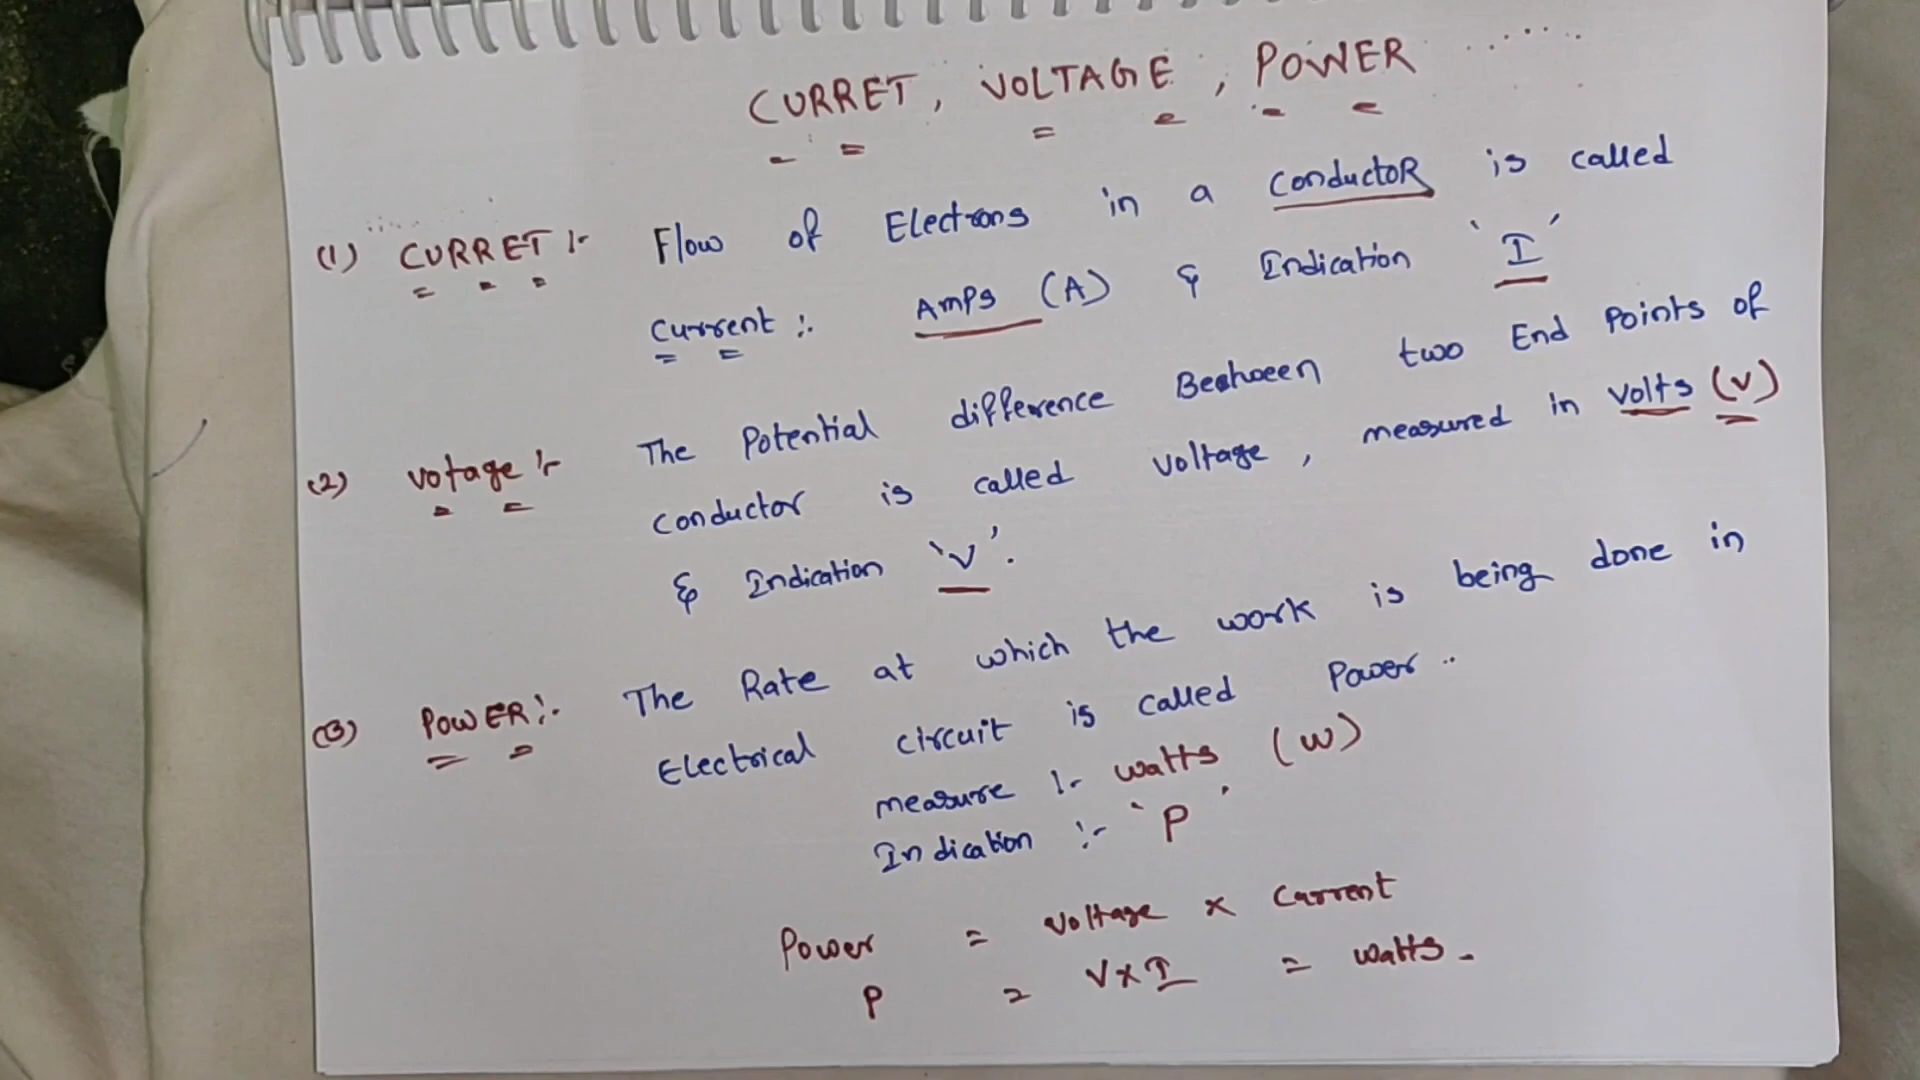 CURRET, VOLTAGE, POWER
(1) CURRET :- Flow of Electrons in a ConductoR is called
Current :- Amps (A) & Indication 'I'
(2) votage :- The Potential difference Between two End Points of
conductor is called voltage, measured in volts (V)
& Indication 'V'.
(3) POWER :- The Rate at which the work is being done in
Electrical circuit is called Power..
measure :- watts (W)
Indication :- 'P'
Power = voltage x Current
P = V x I = watts.